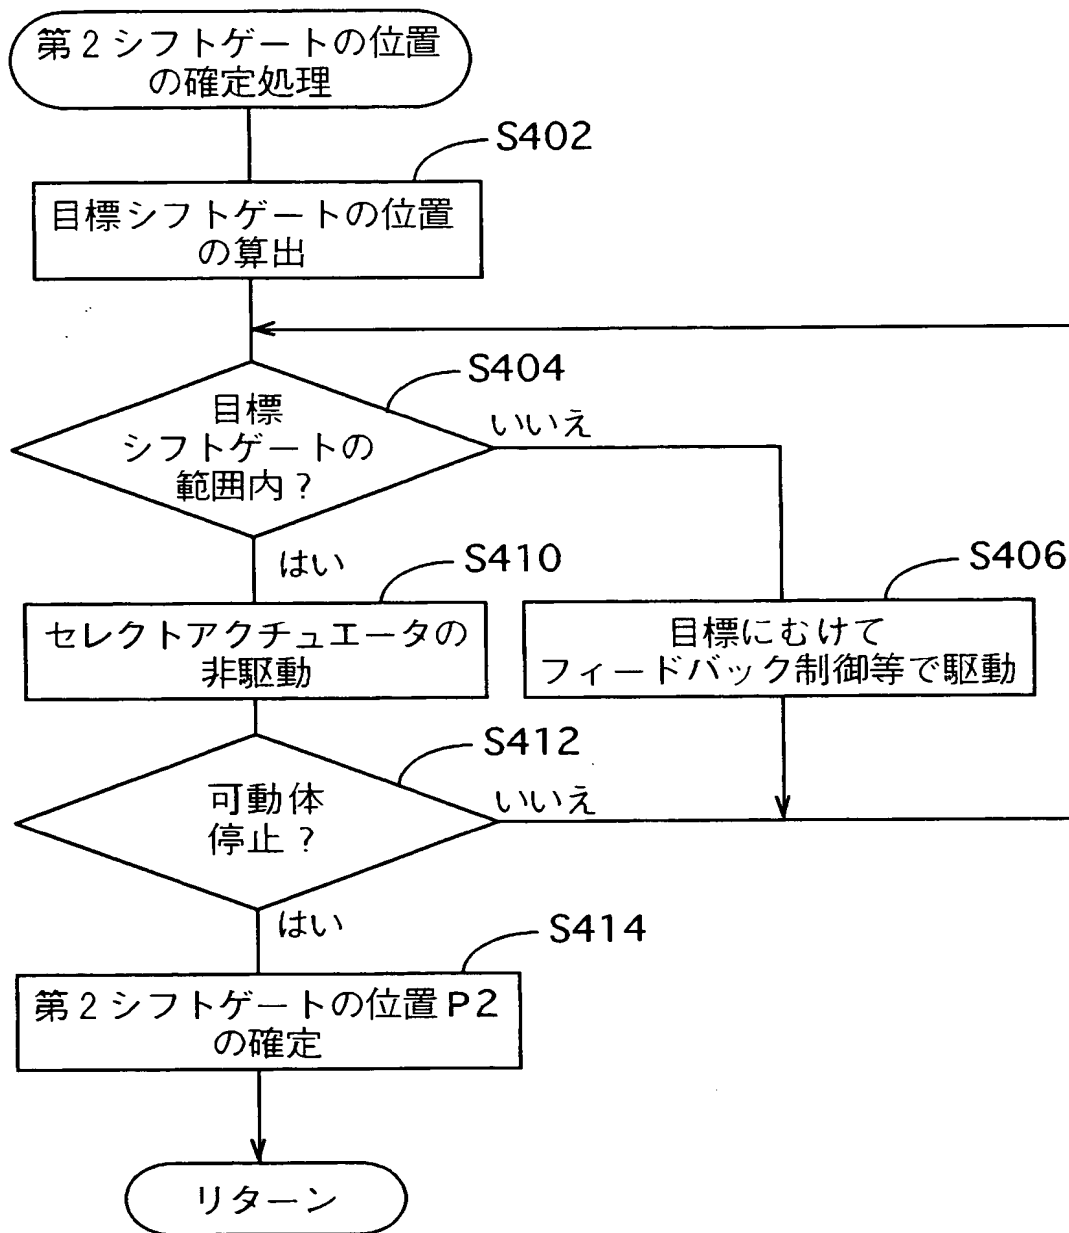 第2シフトゲートの位置
の確定処理
S402
目標シフトゲートの位置
の算出
S404
目標
シフトゲートの
範囲内?
いいえ
はい
S410
S406
セレクトアクチュエータの
非駆動
目標にむけて
フィードバック制御等で駆動
S412
可動体
停止?
いいえ
はい
S414
第2シフトゲートの位置P2
の確定
リターン